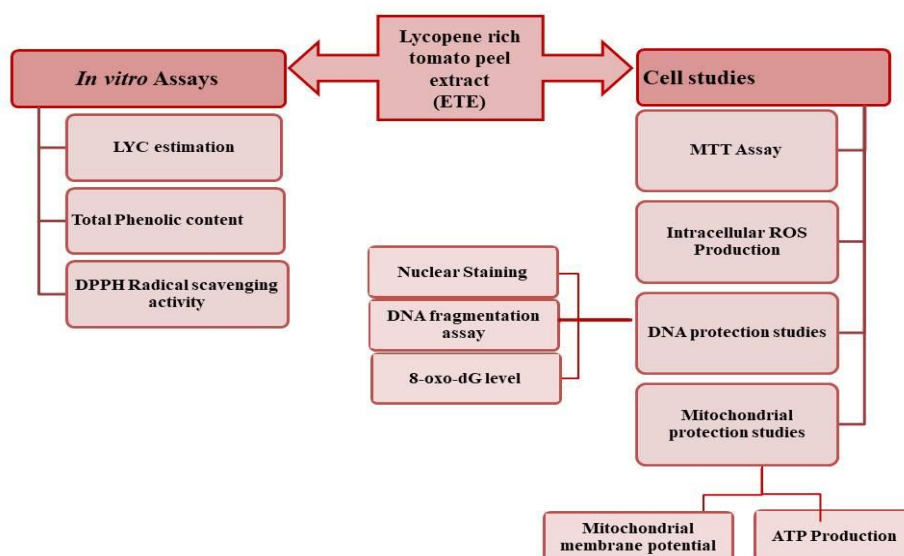 Lycopene rich
tomato peel
extract
(ETE)
In vitro Assays
LYC estimation
Total Phenolic content
DPPH Radical scavenging
activity
Cell studies
MTT Assay
Intracellular ROS
Production
DNA protection studies
Nuclear Staining
DNA fragmentation
assay
8-oxo-dG level
Mitochondrial
protection studies
Mitochondrial
membrane potential
ATP Production